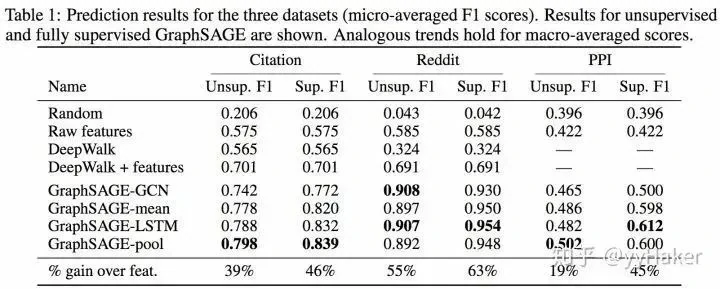 Table 1: Prediction results for the three datasets (micro-averaged F1 scores). Results for unsupervised
and fully supervised GraphSAGE are shown. Analogous trends hold for macro-averaged scores.
Citation Reddit PPI
Name Unsup. F1 Sup. F1 Unsup. F1 Sup. F1 Unsup. F1 Sup. F1
Random 0.206 0.206 0.043 0.042 0.396 0.396
Raw features 0.575 0.575 0.585 0.585 0.422 0.422
DeepWalk 0.565 0.565 0.324 0.324 — —
DeepWalk + features 0.701 0.701 0.691 0.691 — —
GraphSAGE-GCN 0.742 0.772 0.908 0.930 0.465 0.500
GraphSAGE-mean 0.778 0.820 0.897 0.950 0.486 0.598
GraphSAGE-LSTM 0.788 0.832 0.907 0.954 0.482 0.612
GraphSAGE-pool 0.798 0.839 0.892 0.948 0.502 0.600
% gain over feat. 39% 46% 55% 63% 19% 45%
知乎 @yyHaker